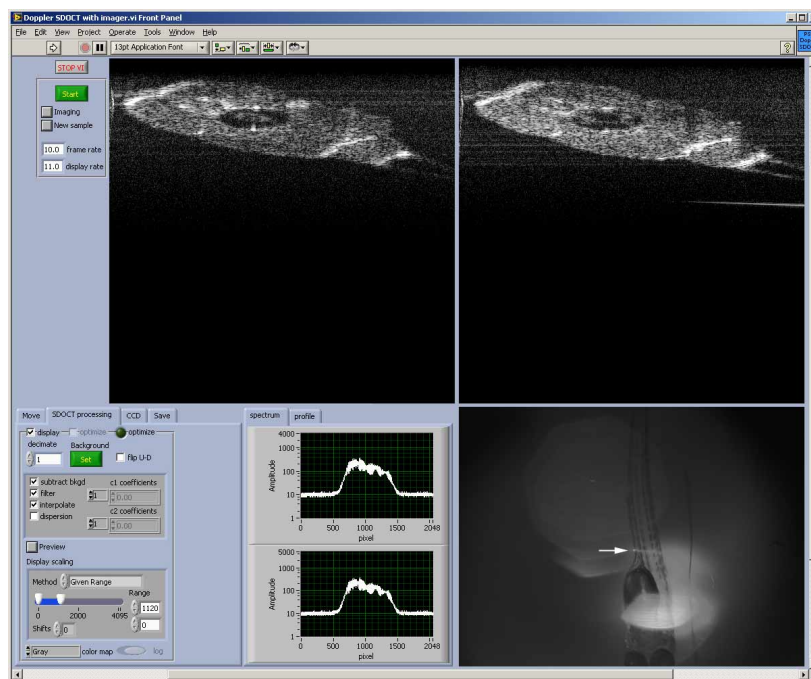 Doppler SDOCT with imager.vi Front Panel
File Edit View Project Operate Tools Window Help
13pt Application Font
STOP VI
Start
Imaging
New sample
10.0 frame rate
11.0 display rate
Move SDOCT processing CCD Save
display optimize optimize
decimate Background
1 Set flip U-D
subtract bkgd c1 coefficients
filter 1 0.00
interpolate
dispersion c2 coefficients
1 0.00
Preview
Display scaling
Method Given Range
Range
1120
0 2000 4095
Shifts 0 0
Gray color map log
spectrum profile
4000
1000
100
10
1
Amplitude
0 500 1000 1500 2048
pixel
5000
1000
100
10
1
Amplitude
0 500 1000 1500 2048
pixel